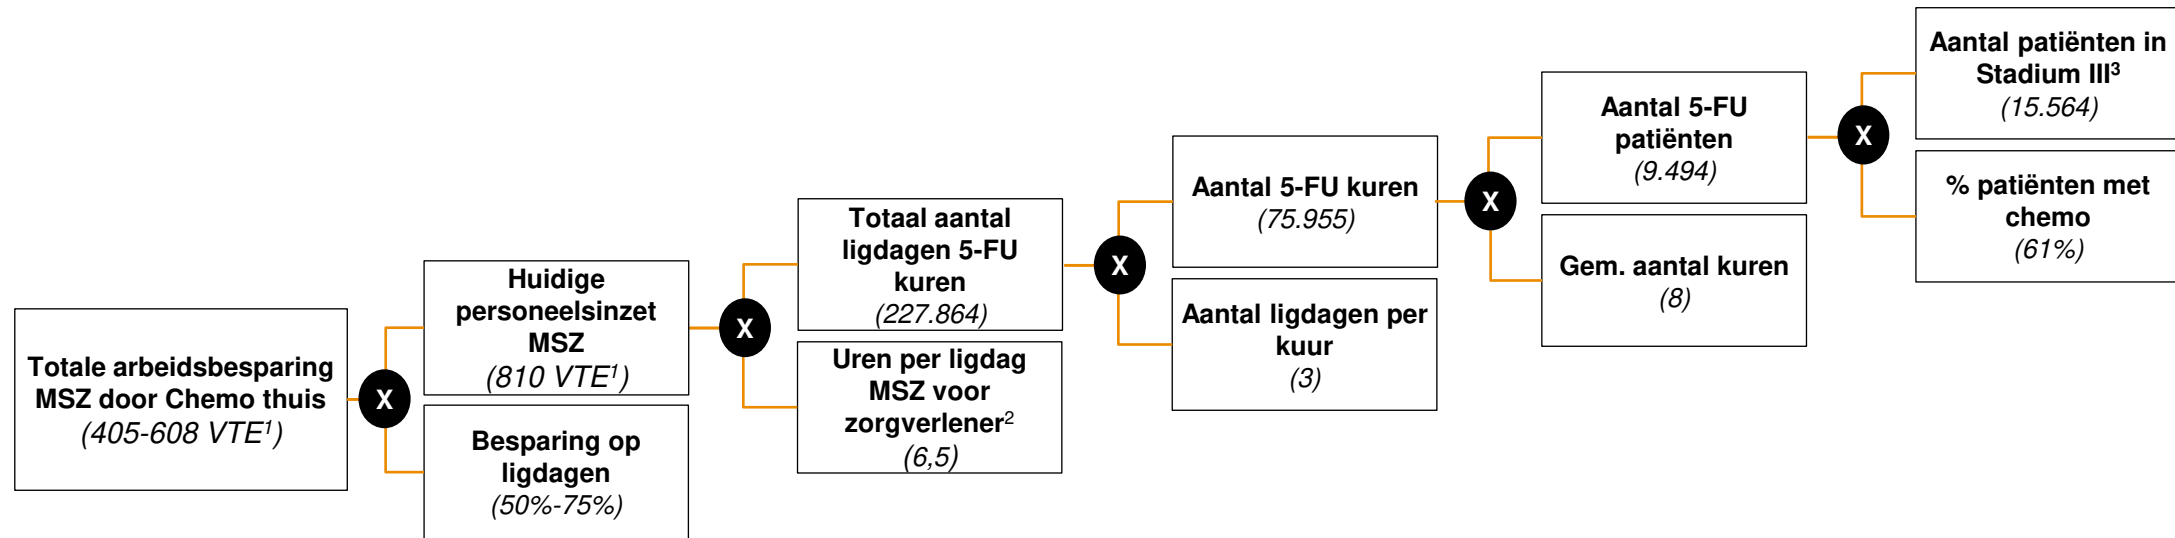 Totale arbeidsbesparing
MSZ door Chemo thuis
(405-608 VTE¹)
X
Huidige
personeelsinzet
MSZ
(810 VTE¹)
Besparing op
ligdagen
(50%-75%)
X
Totaal aantal
ligdagen 5-FU
kuren
(227.864)
Uren per ligdag
MSZ voor
zorgverlener²
(6,5)
X
Aantal 5-FU kuren
(75.955)
Aantal ligdagen per
kuur
(3)
X
Aantal 5-FU
patiënten
(9.494)
Gem. aantal kuren
(8)
X
Aantal patiënten in
Stadium III³
(15.564)
% patiënten met
chemo
(61%)